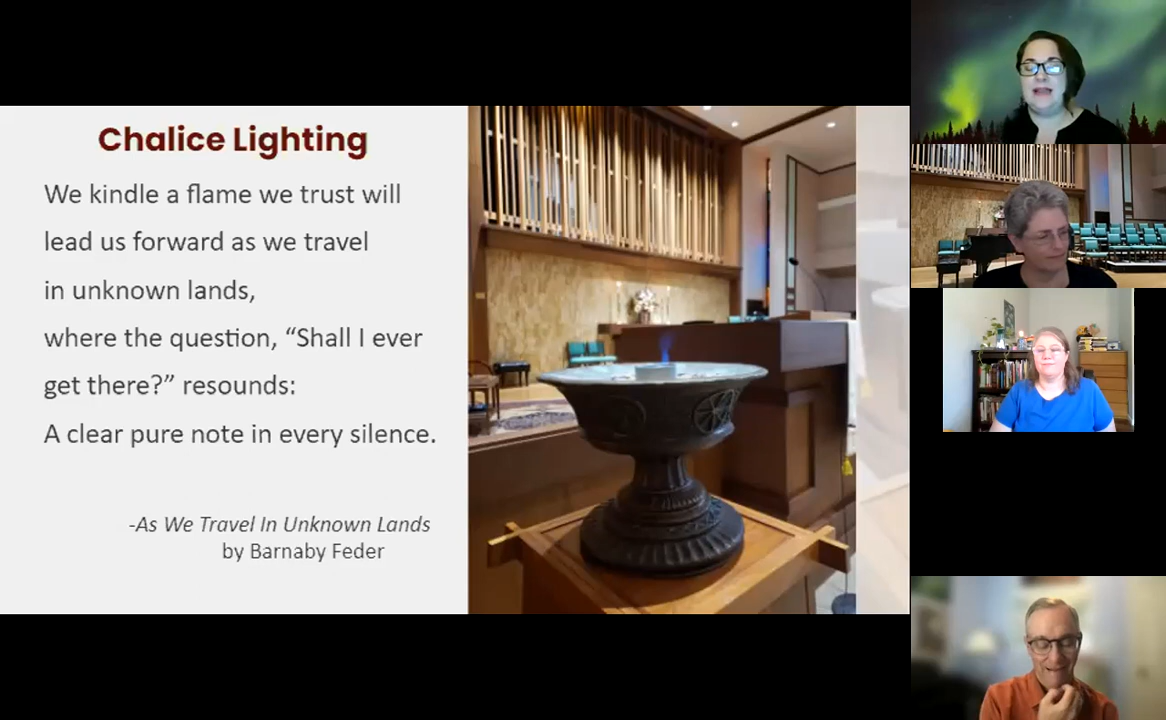 Chalice Lighting
We kindle a flame we trust will
lead us forward as we travel
in unknown lands,
where the question, “Shall I ever
get there?” resounds:
A clear pure note in every silence.
-As We Travel In Unknown Lands
by Barnaby Feder